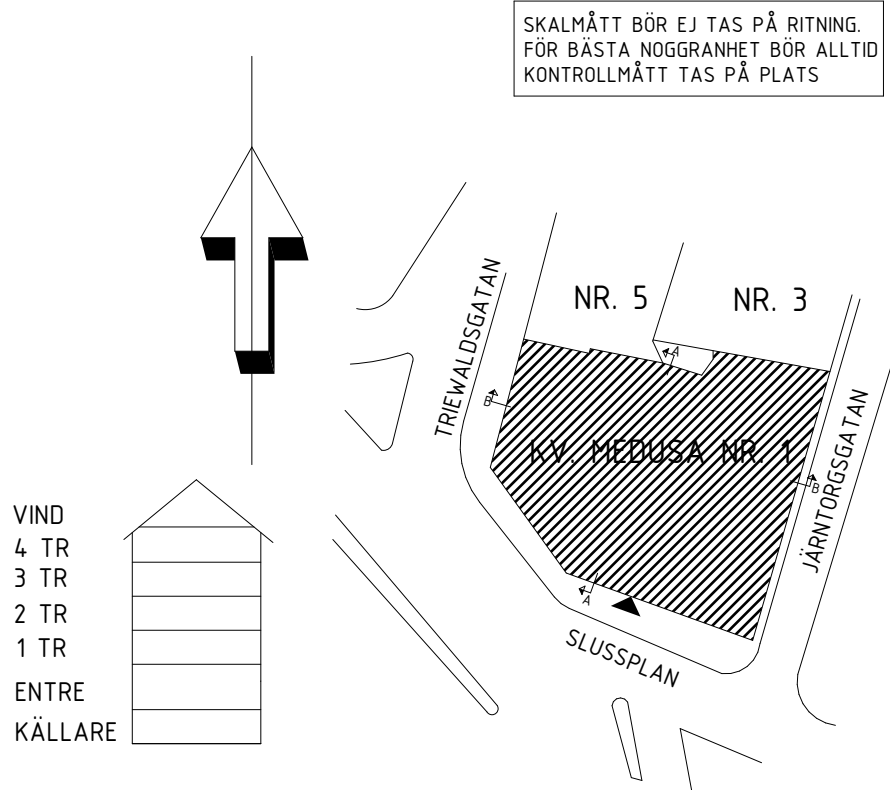 SKALMÅTT BÖR EJ TAS PÅ RITNING.
FÖR BÄSTA NOGGRANHET BÖR ALLTID
KONTROLLMÅTT TAS PÅ PLATS
TRIEWALDSGATAN
NR. 5
NR. 3
A
B
KV. MEDUSA NR. 1
B
JÄRNTORGSGATAN
A
SLUSSPLAN
VIND
4 TR
3 TR
2 TR
1 TR
ENTRE
KÄLLARE